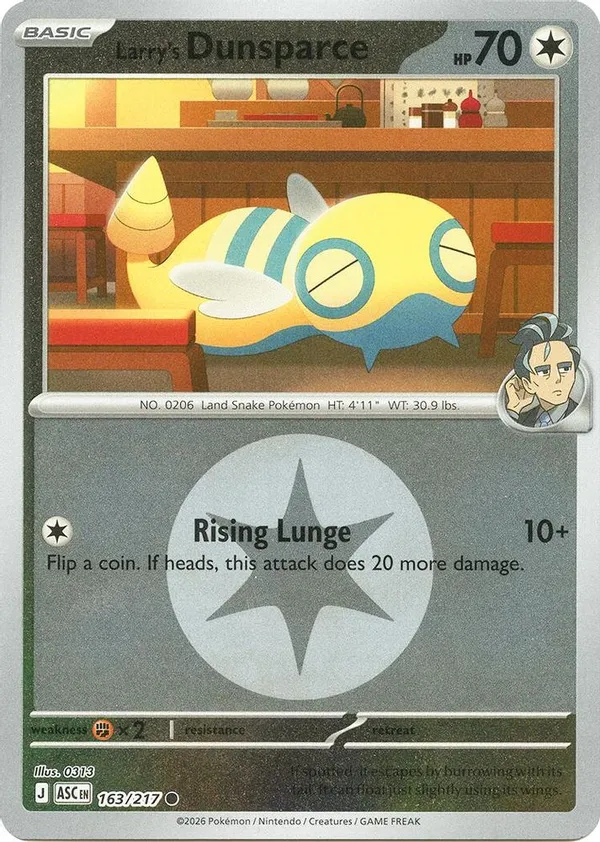 BASIC
Larry's Dunsparce HP 70
NO. 0206 Land Snake Pokémon HT: 4'11" WT: 30.9 lbs.
Rising Lunge 10+
Flip a coin. If heads, this attack does 20 more damage.
weakness ×2 resistance retreat
Illus. 0313
If spotted, it escapes by burrowing with its
tail. It can float just slightly using its wings.
J ASC EN 163/217
©2026 Pokémon / Nintendo / Creatures / GAME FREAK